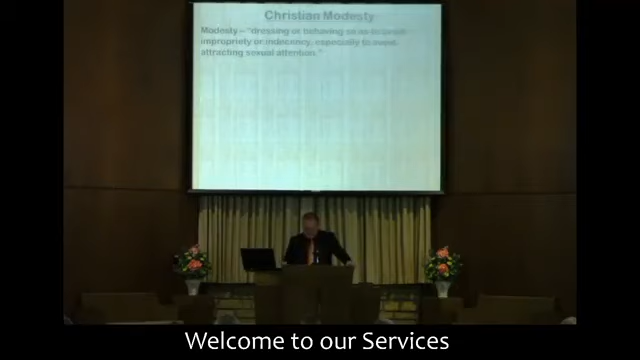 Christian Modesty
Modesty – "dressing or behaving so as to avoid
impropriety or indecency, especially to avoid
attracting sexual attention."
Welcome to our Services